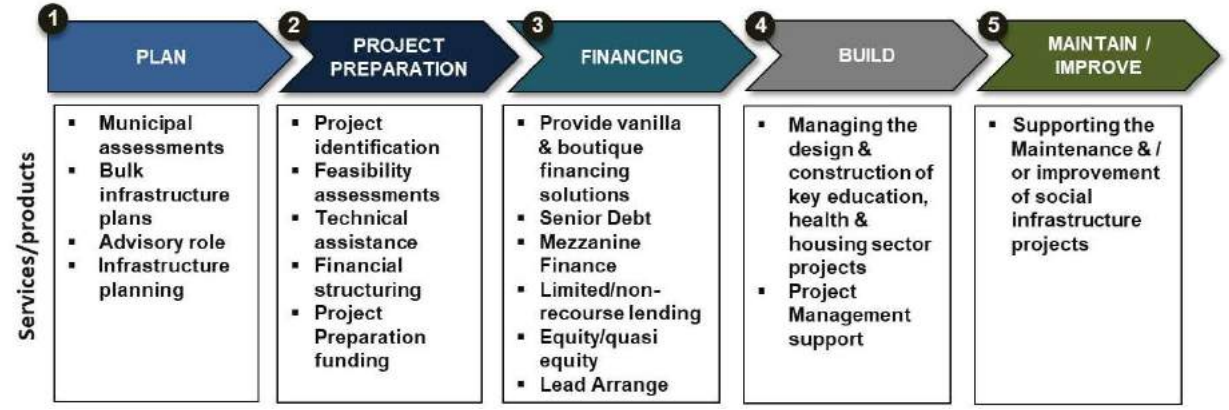 1
PLAN
2
PROJECT
PREPARATION
3
FINANCING
4
BUILD
5
MAINTAIN /
IMPROVE
Services/products
▪ Municipal
assessments
▪ Bulk
infrastructure
plans
▪ Advisory role
▪ Infrastructure
planning
▪ Project
identification
▪ Feasibility
assessments
▪ Technical
assistance
▪ Financial
structuring
▪ Project
Preparation
funding
▪ Provide vanilla
& boutique
financing
solutions
▪ Senior Debt
▪ Mezzanine
Finance
▪ Limited/non-
recourse lending
▪ Equity/quasi
equity
▪ Lead Arrange
▪ Managing the
design &
construction of
key education,
health &
housing sector
projects
▪ Project
Management
support
▪ Supporting the
Maintenance & /
or improvement
of social
infrastructure
projects